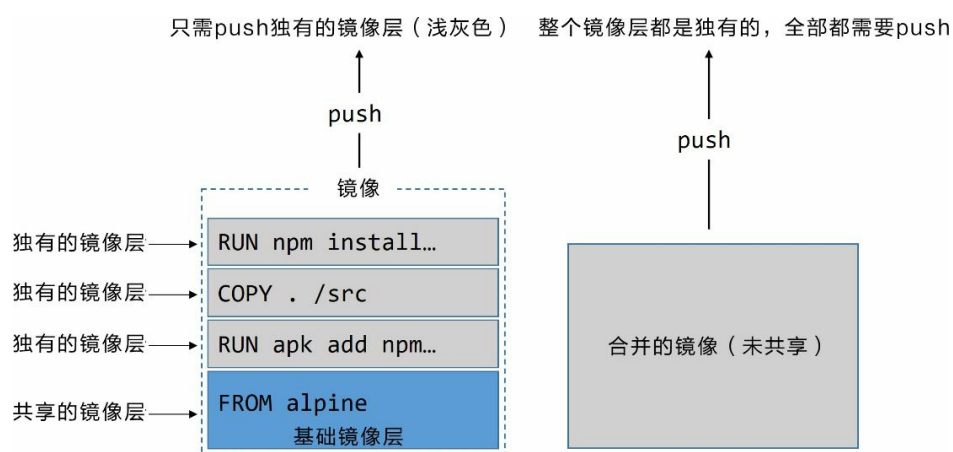 只需push独有的镜像层（浅灰色）
整个镜像层都是独有的，全部都需要push
push
push
镜像
独有的镜像层
RUN npm install…
独有的镜像层
COPY . /src
独有的镜像层
RUN apk add npm…
合并的镜像（未共享）
共享的镜像层
FROM alpine
基础镜像层